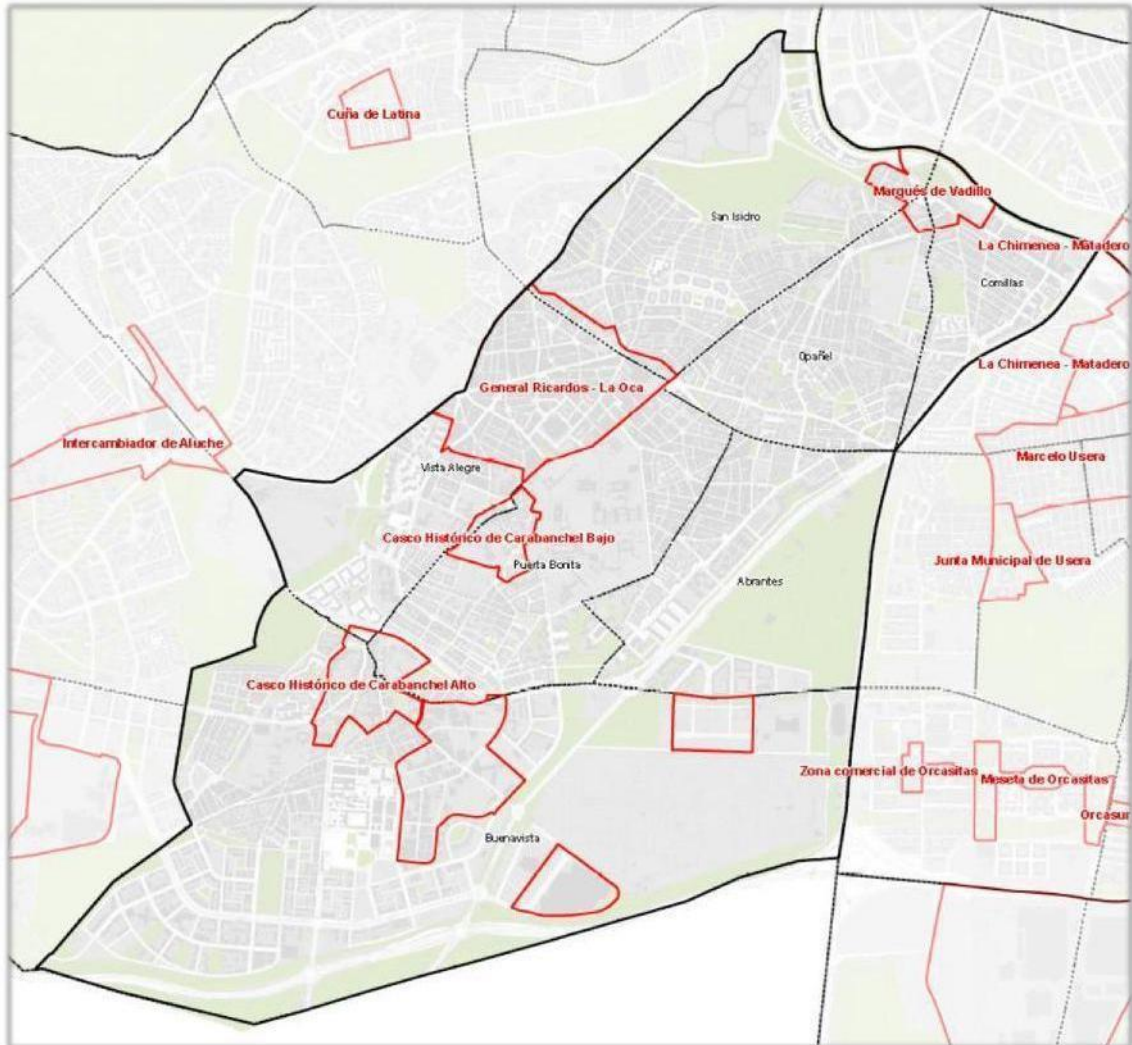 Cuña de Latina
Marqués de Vadillo
San Isidro
La Chimenea - Matadero
Comillas
Opañel
La Chimenea - Matadero
General Ricardos - La Oca
Intercambiador de Aluche
Marcelo Usera
Vista Alegre
Casco Histórico de Carabanchel Bajo
Junta Municipal de Usera
Puerta Bonita
Abrantes
Casco Histórico de Carabanchel Alto
Zona comercial de Orcasitas
Meseta de Orcasitas
Orcasur
Buenavista